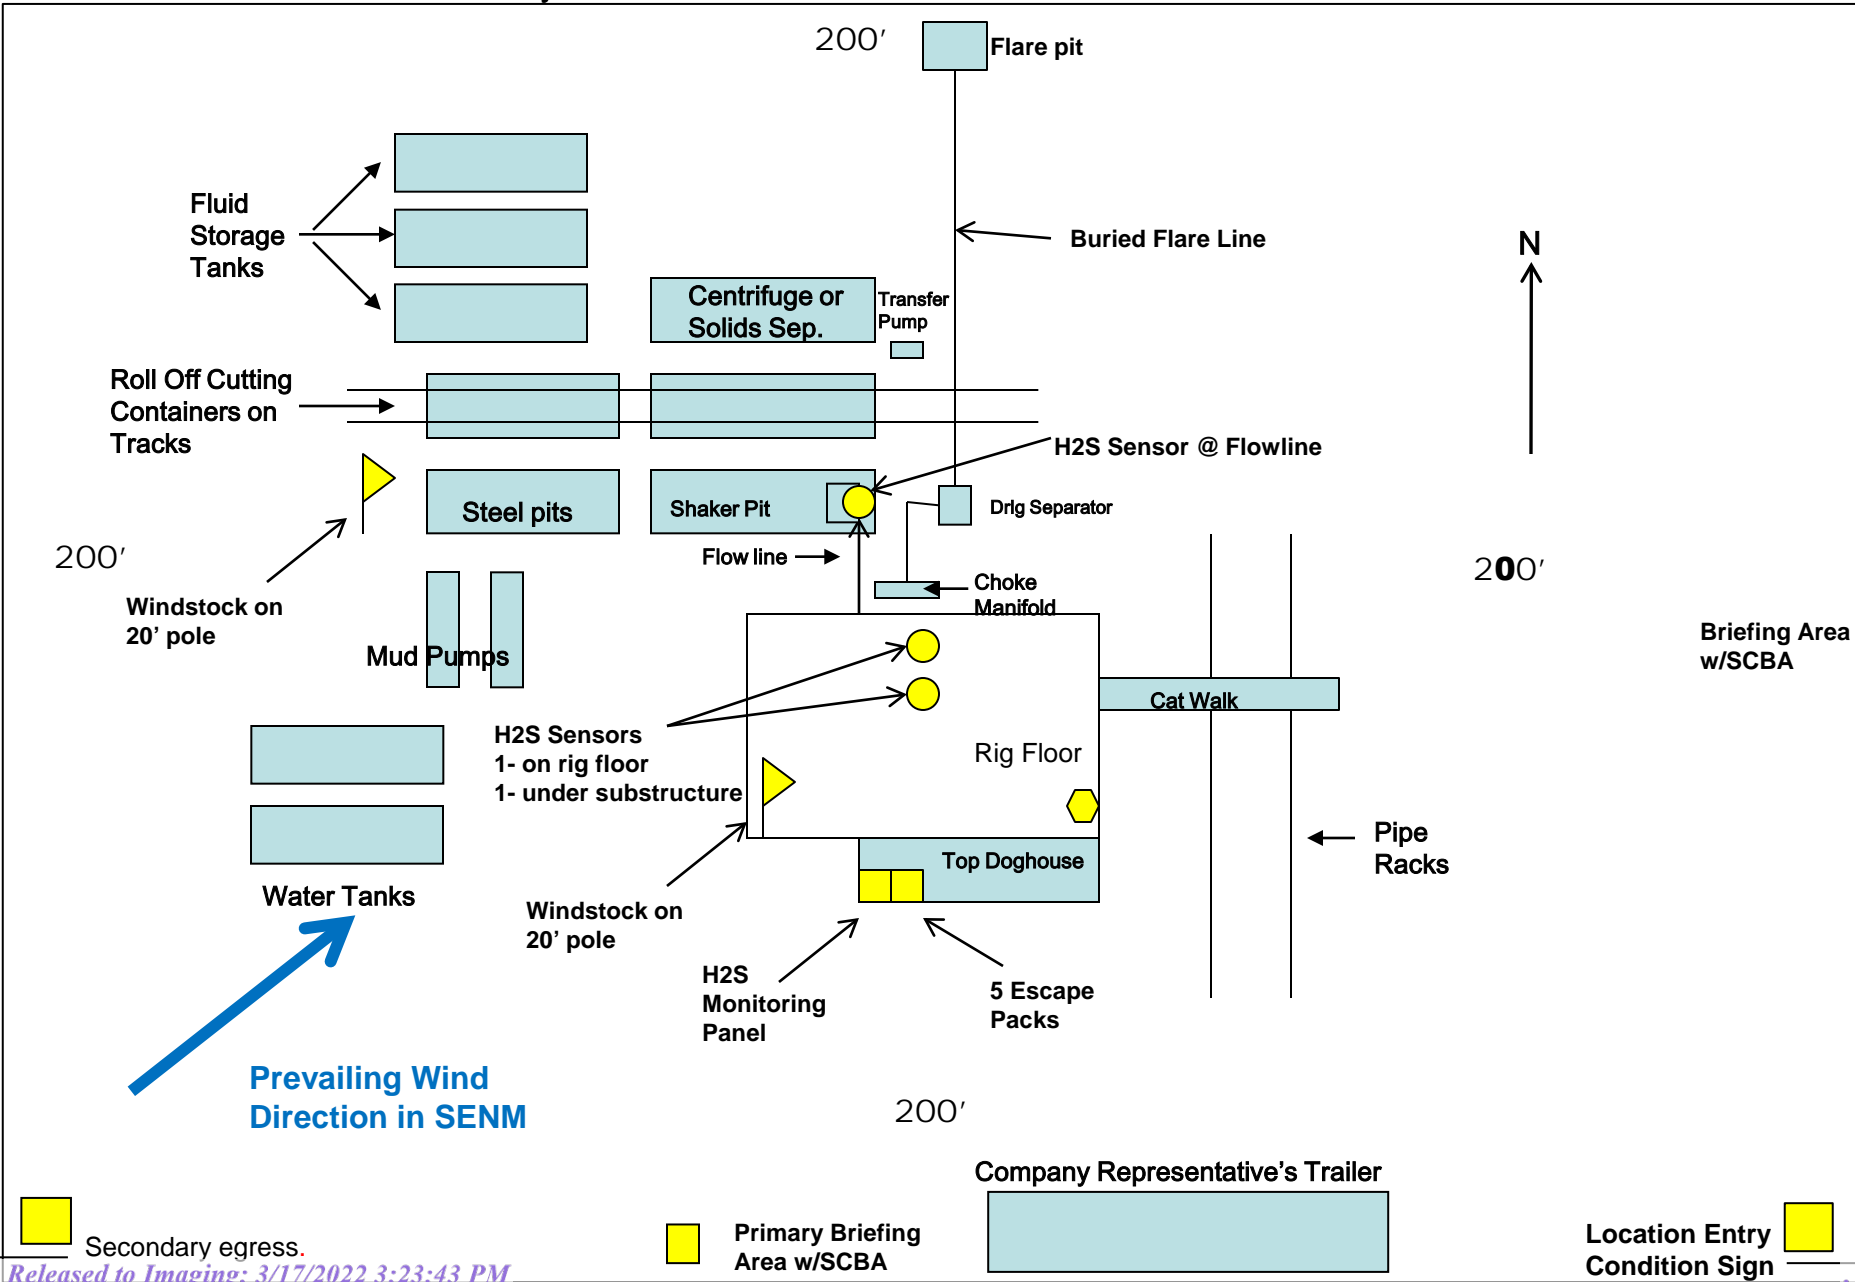 200'
Flare pit
Fluid
Storage
Tanks
Buried Flare Line
N
Centrifuge or
Solids Sep.
Transfer
Pump
Roll Off Cutting
Containers on
Tracks
H2S Sensor @ Flowline
Steel pits
Shaker Pit
Drlg Separator
Flow line
200'
200'
Choke
Manifold
Windstock on
20' pole
Briefing Area
w/SCBA
Mud Pumps
Cat Walk
H2S Sensors
1- on rig floor
1- under substructure
Rig Floor
Pipe
Racks
Top Doghouse
Water Tanks
Windstock on
20' pole
H2S
Monitoring
Panel
5 Escape
Packs
Prevailing Wind
Direction in SENM
200'
Company Representative's Trailer
Secondary egress.
Primary Briefing
Area w/SCBA
Location Entry
Condition Sign
Released to Imaging: 3/17/2022 3:23:43 PM